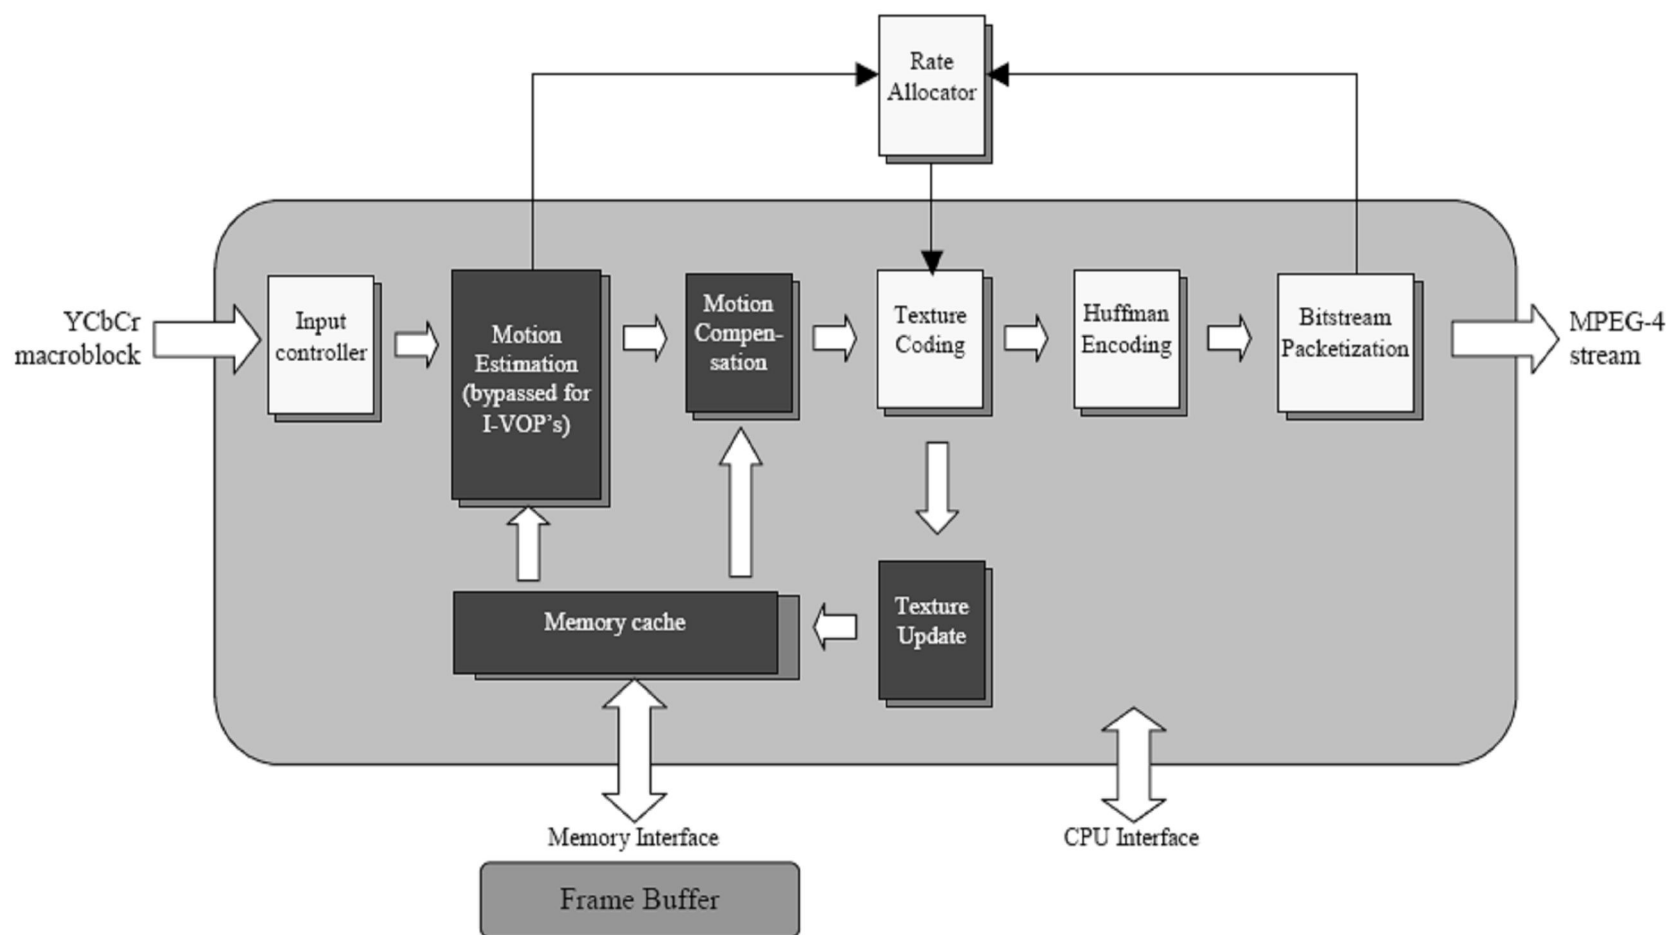 Rate
Allocator
YCbCr
macroblock
Input
controller
Motion
Estimation
(bypassed for
I-VOP's)
Motion
Compen-
sation
Texture
Coding
Huffman
Encoding
Bitstream
Packetization
MPEG-4
stream
Memory cache
Texture
Update
Memory Interface
CPU Interface
Frame Buffer